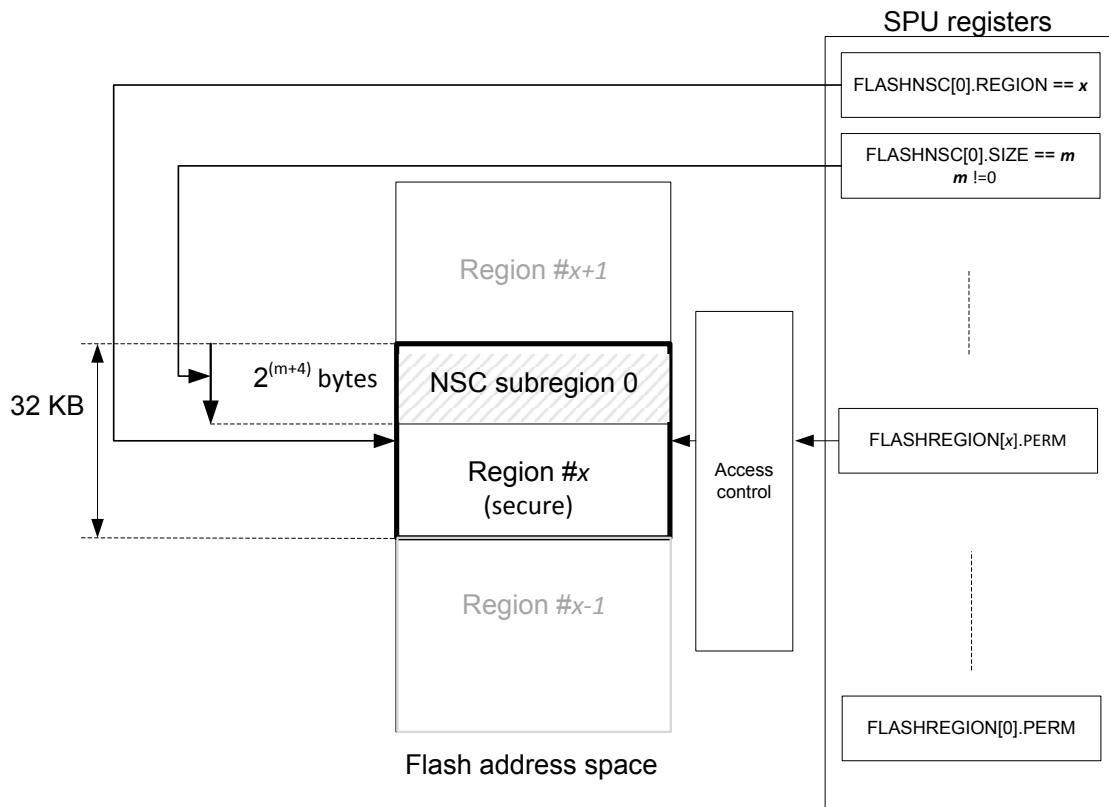 SPU registers
FLASHNSC[0].REGION == x
FLASHNSC[0].SIZE == m
m !=0
Region #x+1
32 KB
2^(m+4) bytes
NSC subregion 0
Region #x
(secure)
Access
control
FLASHREGION[x].PERM
Region #x-1
FLASHREGION[0].PERM
Flash address space